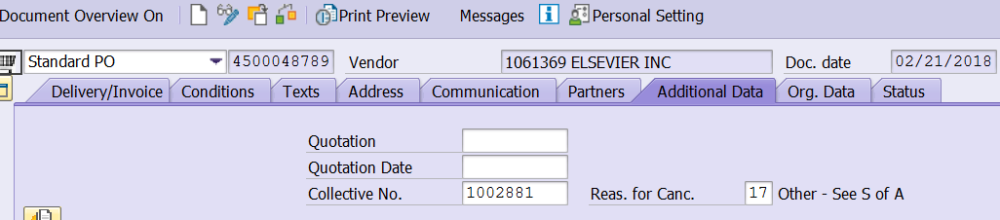 Document Overview On Print Preview Messages Personal Setting
Standard PO 4500048789 Vendor 1061369 ELSEVIER INC Doc. date 02/21/2018
Delivery/Invoice Conditions Texts Address Communication Partners Additional Data Org. Data Status
Quotation
Quotation Date
Collective No. 1002881 Reas. for Canc. 17 Other - See S of A